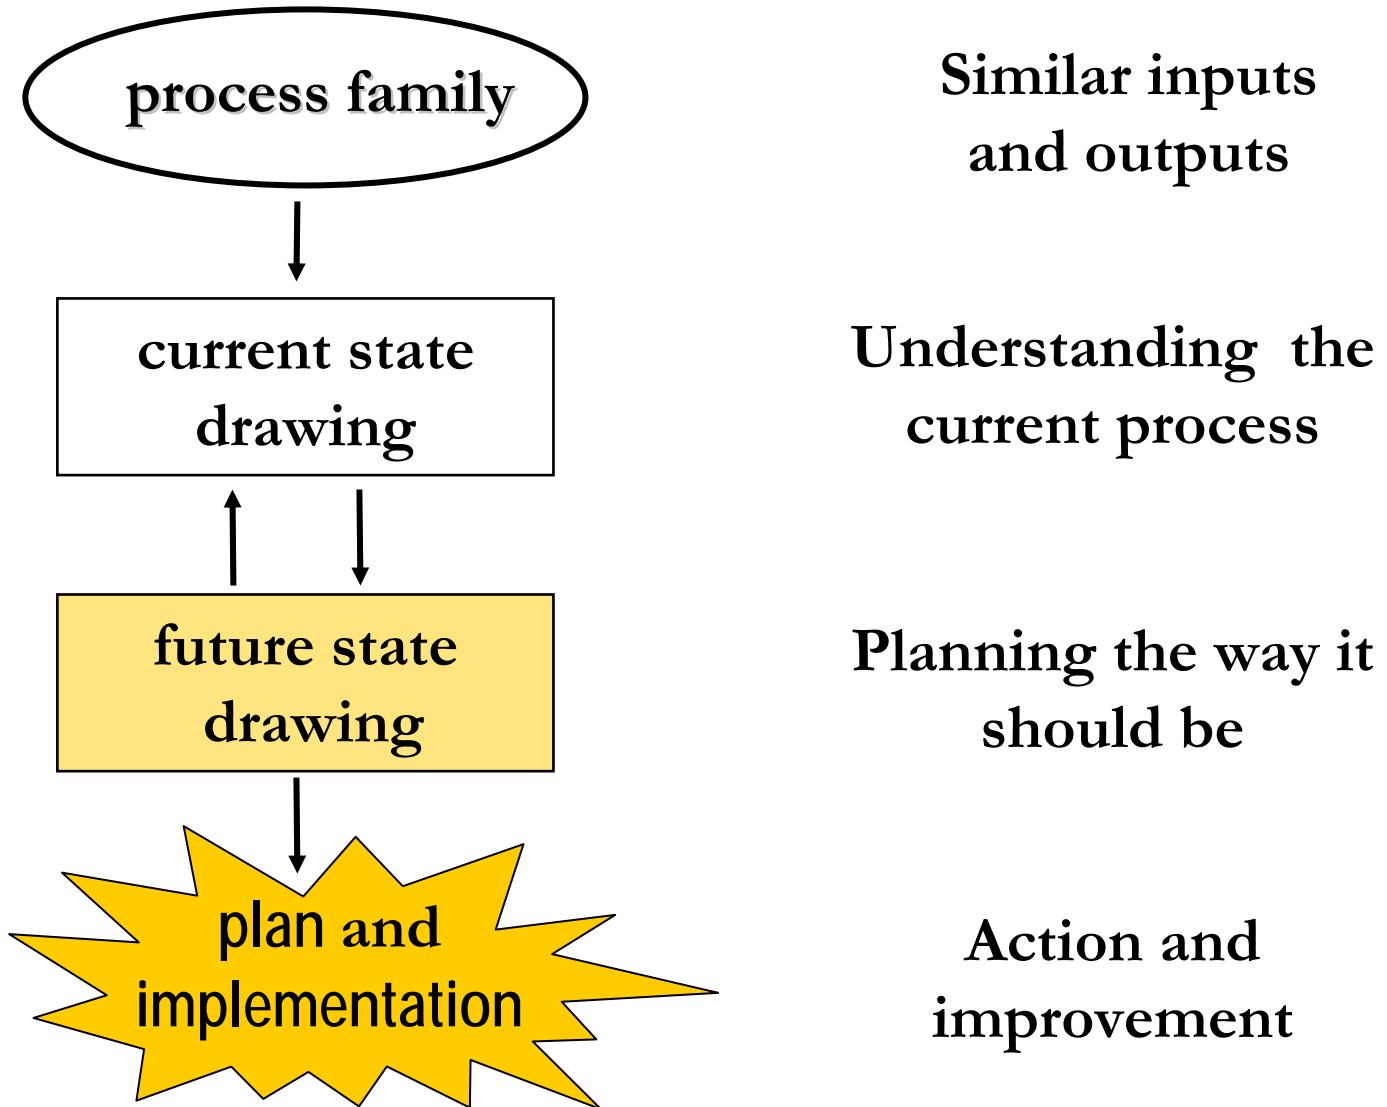 process family
Similar inputs
and outputs
current state
drawing
Understanding the
current process
future state
drawing
Planning the way it
should be
plan and
implementation
Action and
improvement